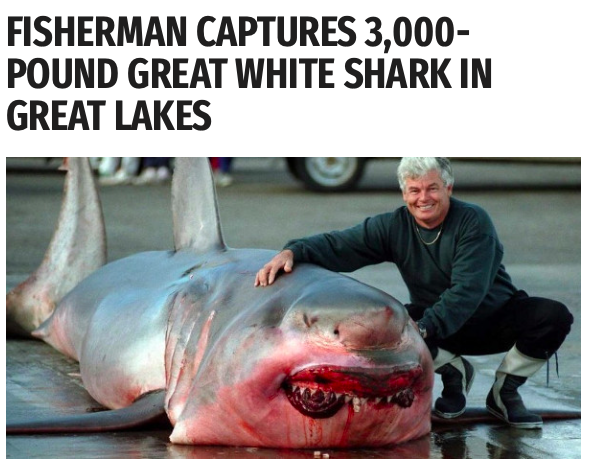 FISHERMAN CAPTURES 3,000-
POUND GREAT WHITE SHARK IN
GREAT LAKES